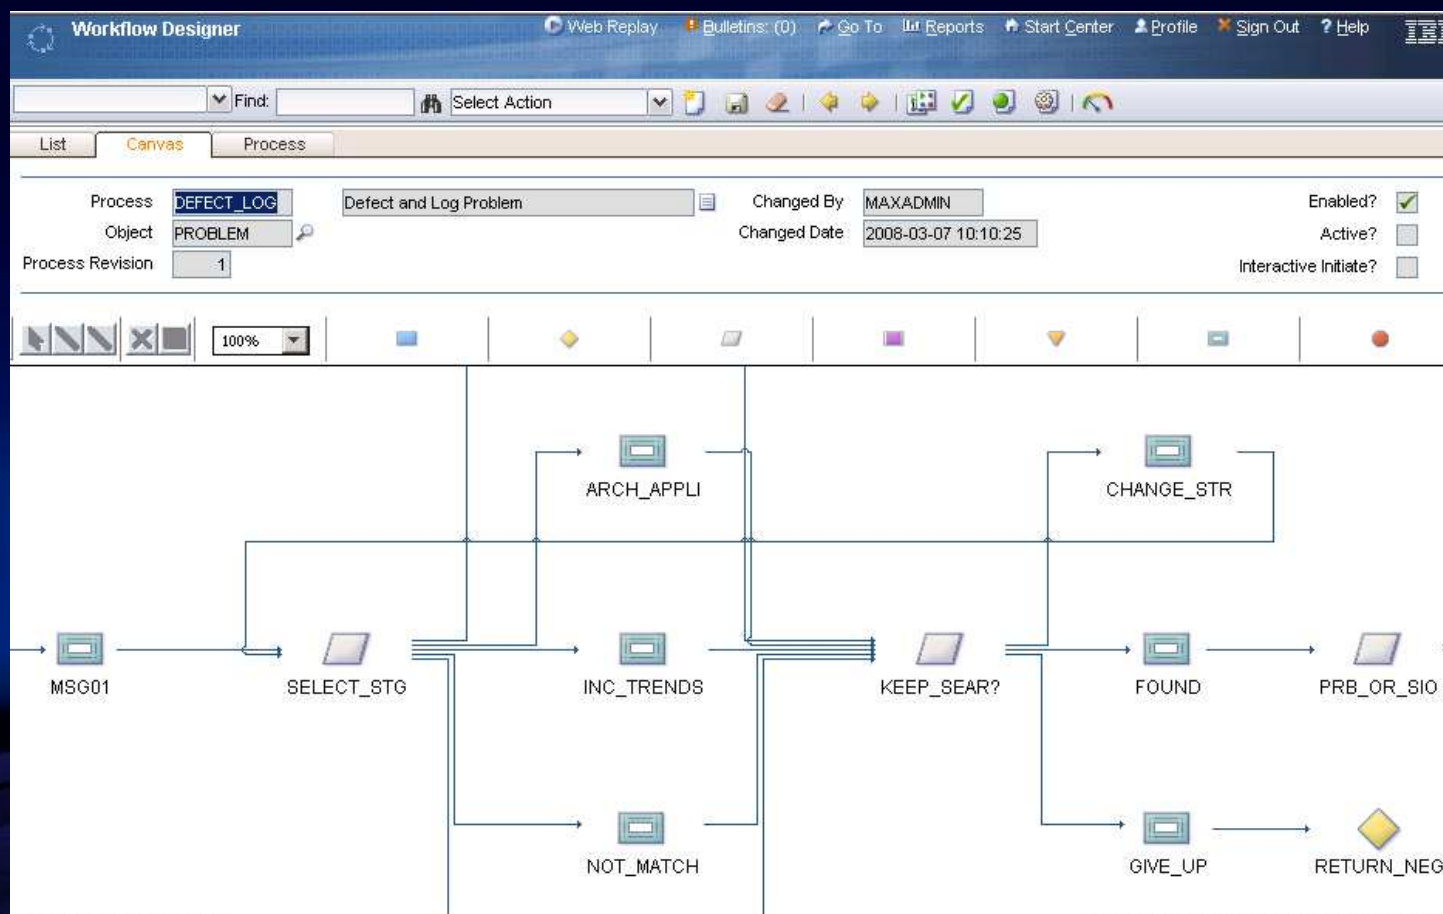 Workflow Designer
Web Replay Bulletins: (0) Go To Reports Start Center Profile Sign Out ? Help
Find: Select Action
List Canvas Process
Process DEFECT_LOG Defect and Log Problem Changed By MAXADMIN Enabled?
Object PROBLEM Changed Date 2008-03-07 10:10:25 Active?
Process Revision 1 Interactive Initiate?
100%
ARCH_APPLI CHANGE_STR
MSG01 SELECT_STG INC_TRENDS KEEP_SEAR? FOUND PRB_OR_SIO
NOT_MATCH GIVE_UP RETURN_NEG